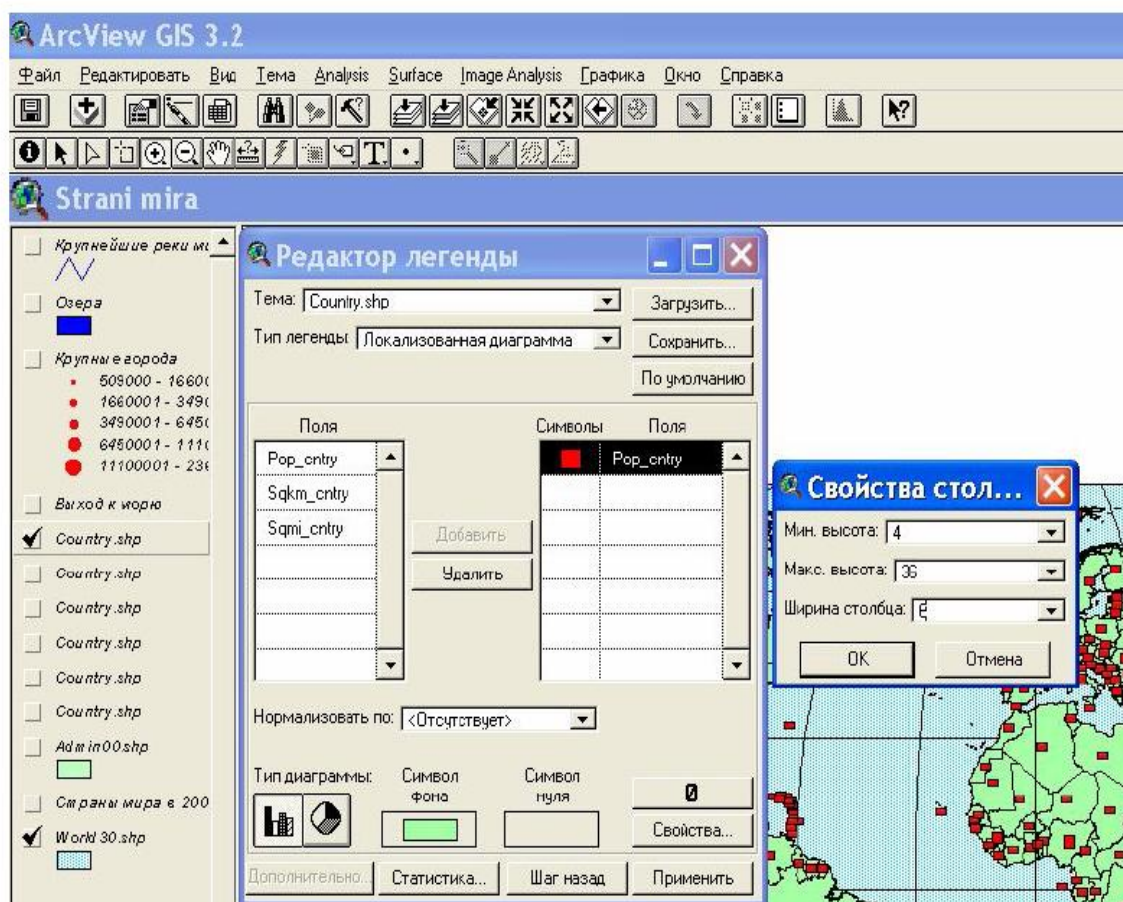 ArcView GIS 3.2
Файл Редактировать Вид Тема Analysis Surface Image Analysis Графика Окно Справка
Strani mira
Крупнейшие реки
Озера
Крупные города
509000 - 16600
1660001 - 349
3490001 - 645
6450001 - 111
11100001 - 236
Выход к морю
Country.shp
Country.shp
Country.shp
Country.shp
Country.shp
Country.shp
Admin00.shp
Страны мира в 200
World 30.shp
Редактор легенды
Тема: Country.shp
Загрузить...
Тип легенды: Локализованная диаграмма
Сохранить...
По умолчанию
Поля
Pop_cntry
Sqkm_cntry
Sqmi_cntry
Добавить
Удалить
Символы Поля
Pop_cntry
Нормализовать по: <Отсутствует>
Тип диаграммы:
Символ фона
Символ нуля
0
Свойства...
Дополнительно... Статистика... Шаг назад Применить
Свойства стол...
Мин. высота: 4
Макс. высота: 36
Ширина столбца:
OK Отмена